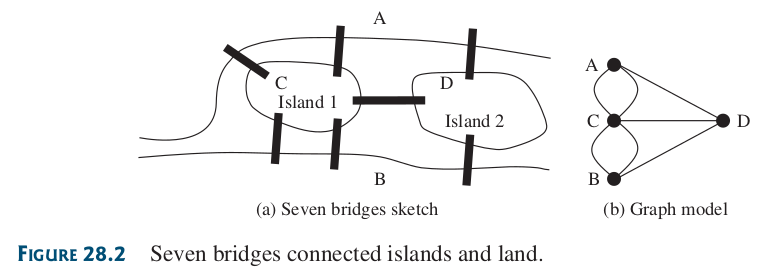 A
C
D
Island 1
Island 2
B
A
C
D
B
(a) Seven bridges sketch
(b) Graph model
FIGURE 28.2 Seven bridges connected islands and land.